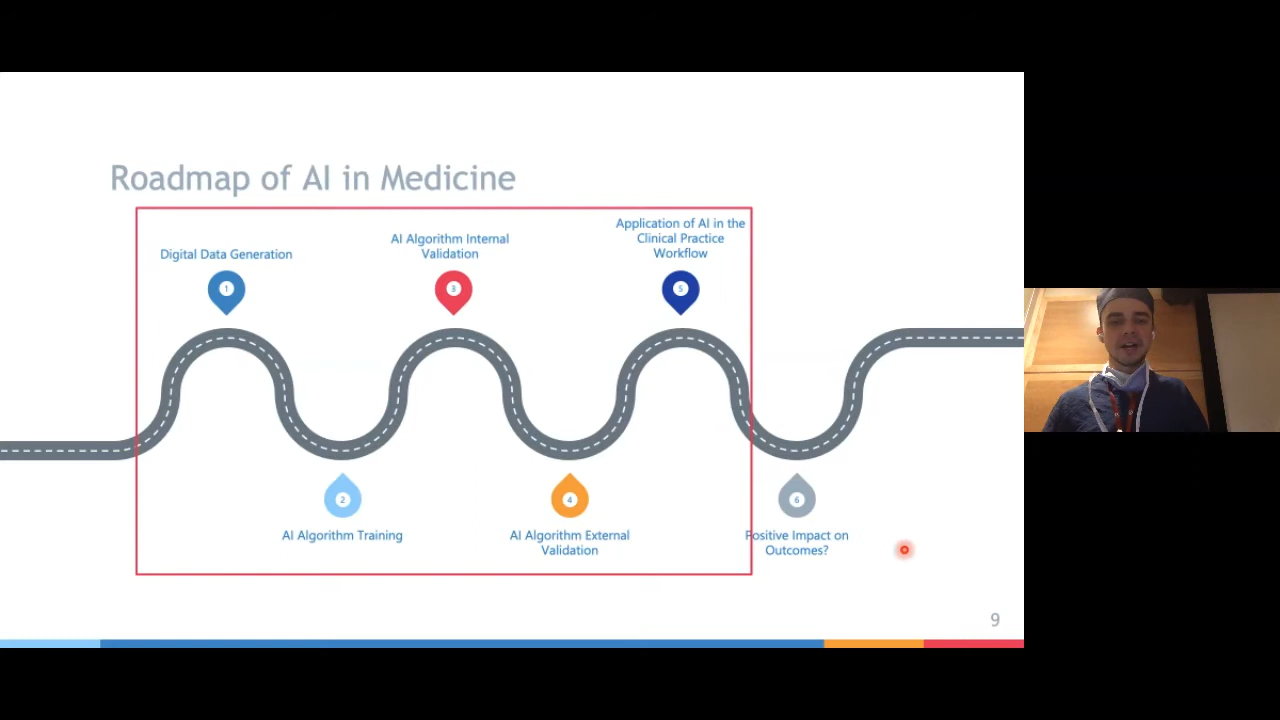 Roadmap of AI in Medicine
Digital Data Generation
1
AI Algorithm Training
2
AI Algorithm Internal
Validation
3
AI Algorithm External
Validation
4
Application of AI in the
Clinical Practice
Workflow
5
Positive Impact on
Outcomes?
6
9